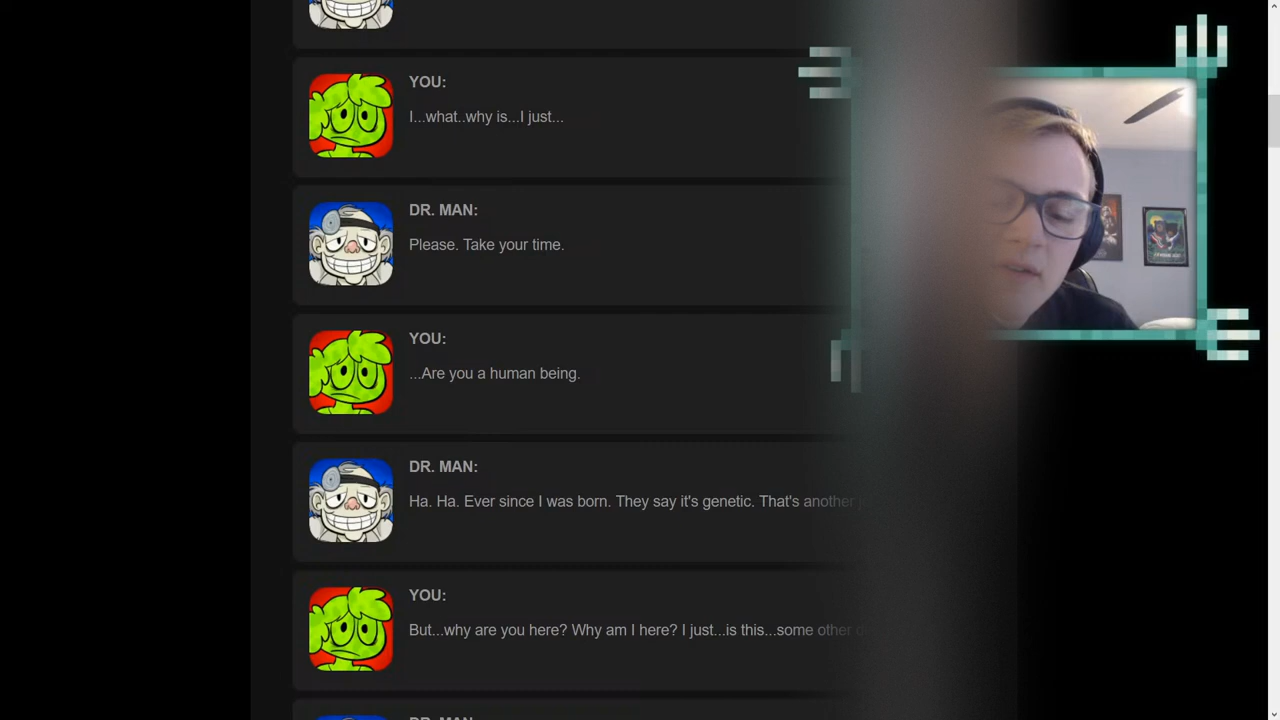 YOU:
I...what..why is...I just...
DR. MAN:
Please. Take your time.
YOU:
...Are you a human being.
DR. MAN:
Ha. Ha. Ever since I was born. They say it's genetic. That's another
YOU:
But...why are you here? Why am I here? I just...is this...some other
DR. MAN: